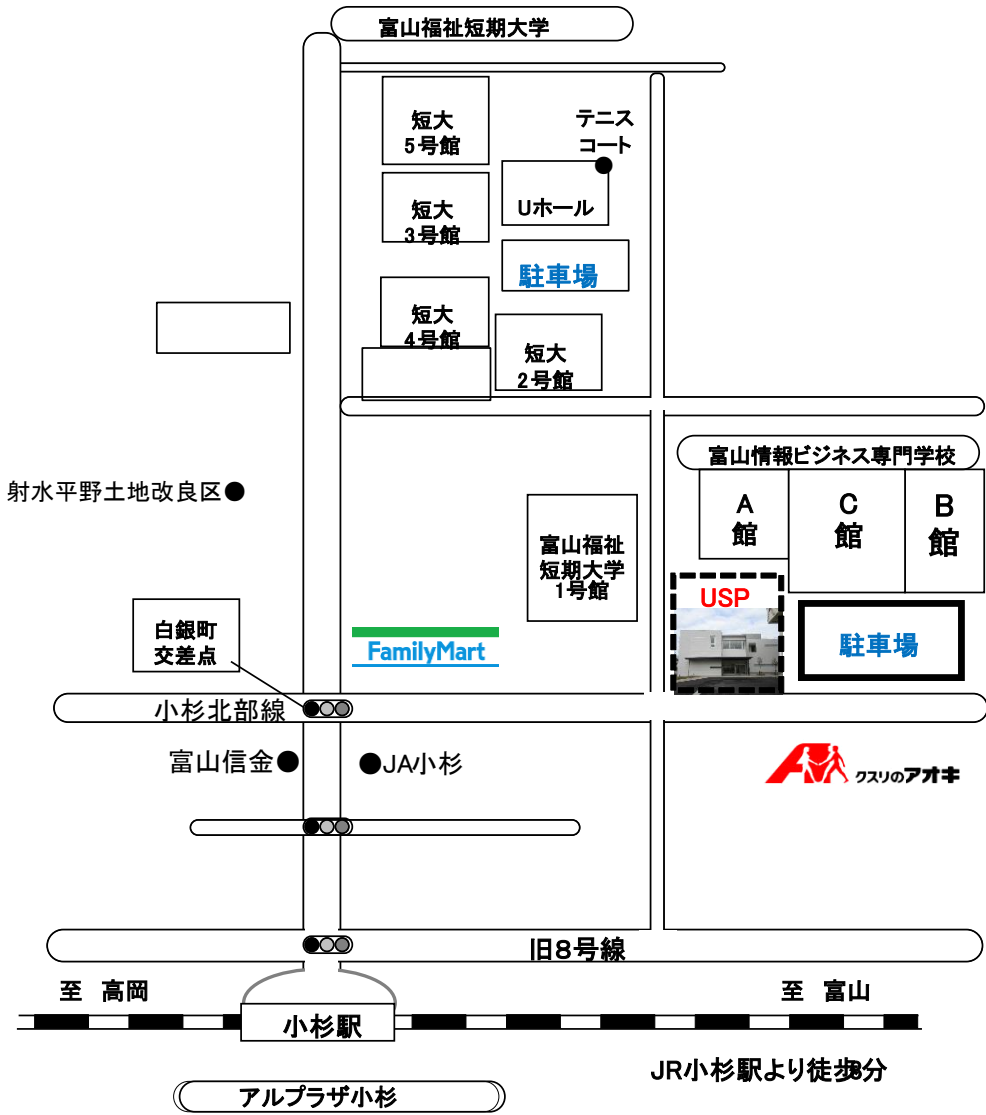 富山福祉短期大学
短大
5号館
テニス
コート
Uホール
短大
3号館
駐車場
短大
4号館
短大
2号館
富山情報ビジネス専門学校
A
館
C
館
B
館
射水平野土地改良区●
富山福祉
短期大学
1号館
USP
白銀町
交差点
FamilyMart
駐車場
小杉北部線
富山信金●
●JA小杉
クスリのアオキ
旧8号線
至 高岡
至 富山
小杉駅
JR小杉駅より徒歩8分
アルプラザ小杉